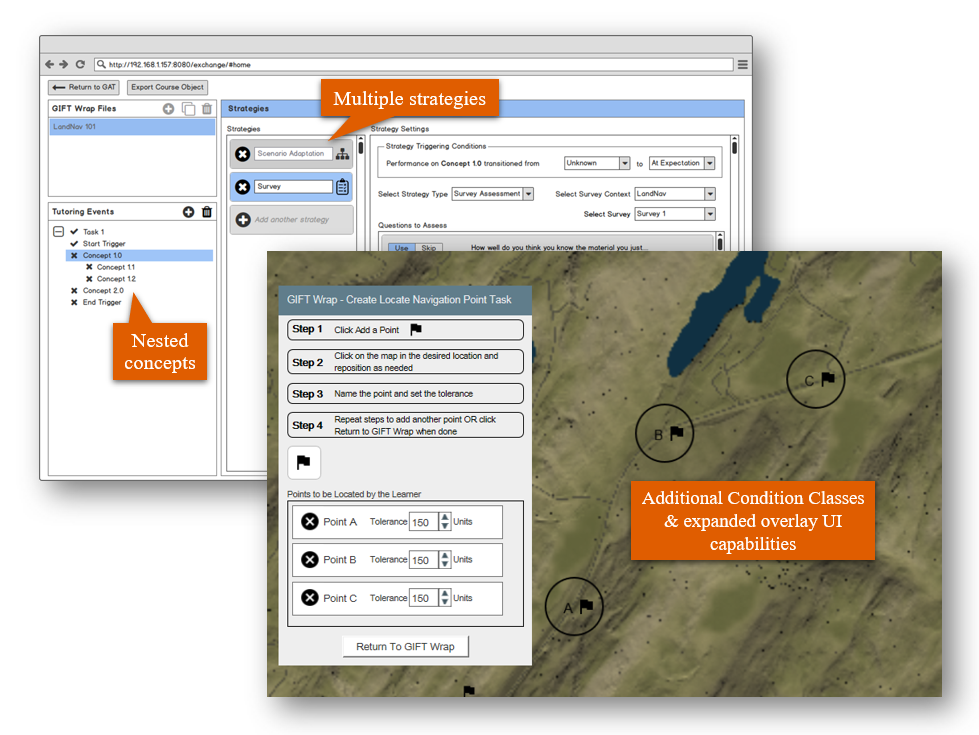 http://192.168.1.157:8080/exchange/#home
Return to GAT
Export Course Object
Multiple strategies
GIFT Wrap Files
LandNav 101
Tutoring Events
Task 1
Start Trigger
Concept 1.0
Concept 1.1
Concept 1.2
Concept 2.0
End Trigger
Nested
concepts
Strategies
Strategies
Scenario Adaptation
Survey
Add another strategy
Strategy Settings
Strategy Triggering Conditions
Performance on Concept 1.0 transitioned from Unknown to At Expectation
Select Strategy Type Survey Assessment Select Survey Context LandNav
Select Survey Survey 1
Questions to Assess
Use Skip How well do you think you know the material you just...
GIFT Wrap - Create Locate Navigation Point Task
Step 1 Click Add a Point
Step 2 Click on the map in the desired location and
reposition as needed
Step 3 Name the point and set the tolerance
Step 4 Repeat steps to add another point OR click
Return to GIFT Wrap when done
Points to be Located by the Learner
Point A Tolerance 150 Units
Point B Tolerance 150 Units
Point C Tolerance 150 Units
Return To GIFT Wrap
C
B
A
Additional Condition Classes
& expanded overlay UI
capabilities